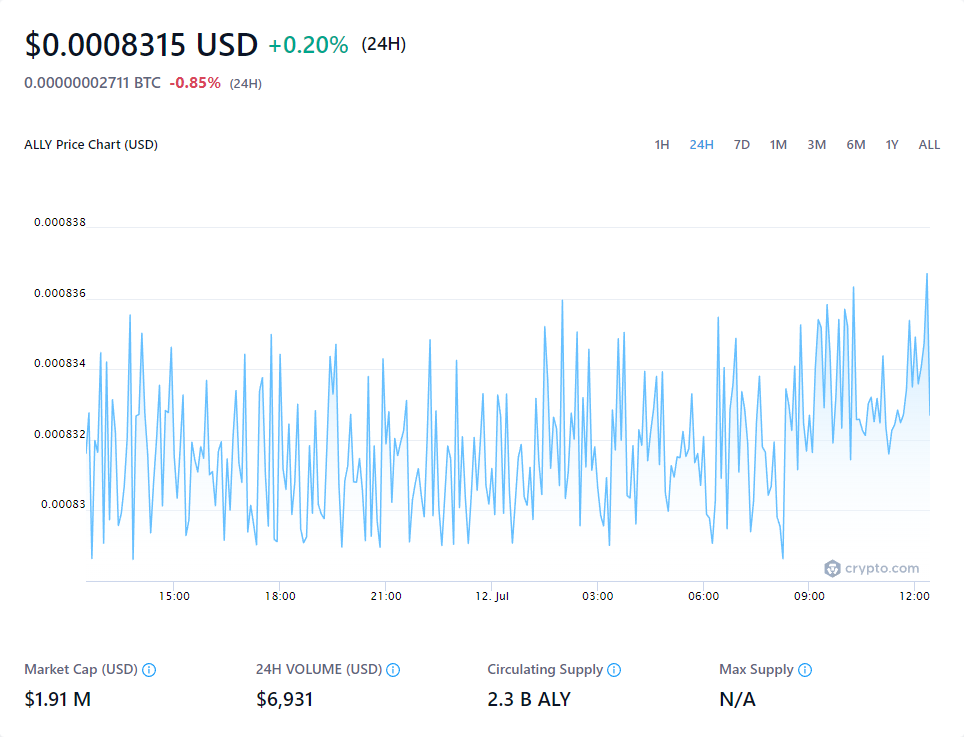 $0.0008315 USD +0.20% (24H)
0.00000002711 BTC -0.85% (24H)
ALLY Price Chart (USD) 1H 24H 7D 1M 3M 6M 1Y ALL
0.000838
0.000836
0.000834
0.000832
0.00083
crypto.com
15:00 18:00 21:00 12. Jul 03:00 06:00 09:00 12:00
Market Cap (USD) 24H VOLUME (USD) Circulating Supply Max Supply
$1.91 M $6,931 2.3 B ALY N/A